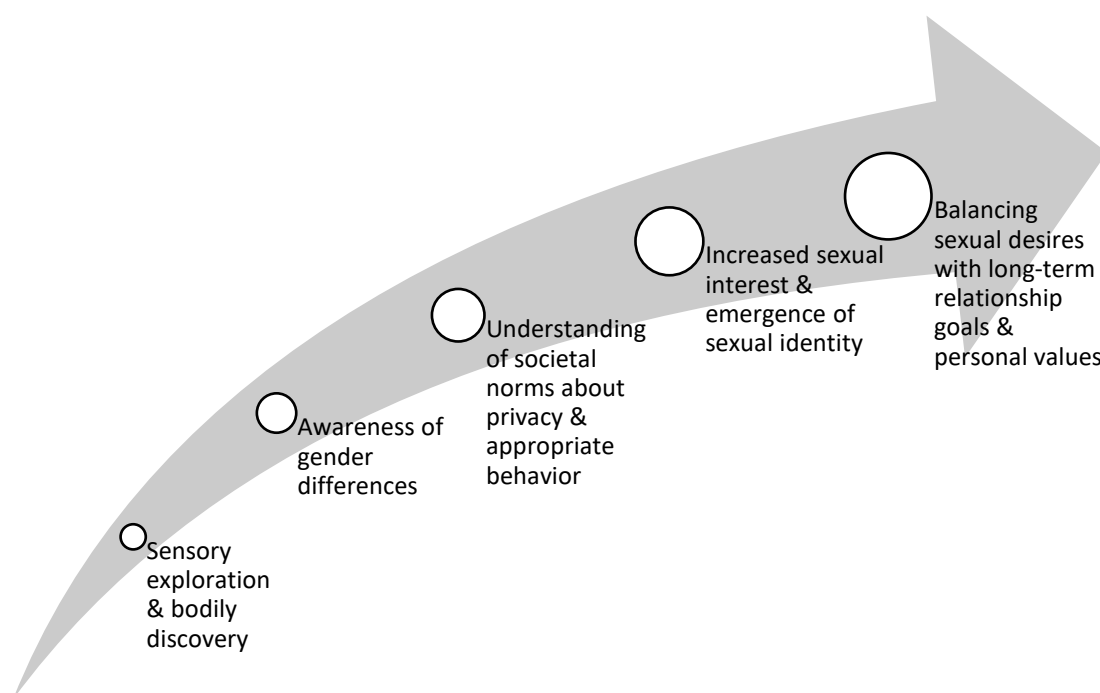 Sensory
exploration
& bodily
discovery
Awareness of
gender
differences
Understanding
of societal
norms about
privacy &
appropriate
behavior
Increased sexual
interest &
emergence of
sexual identity
Balancing
sexual desires
with long-term
relationship
goals &
personal values